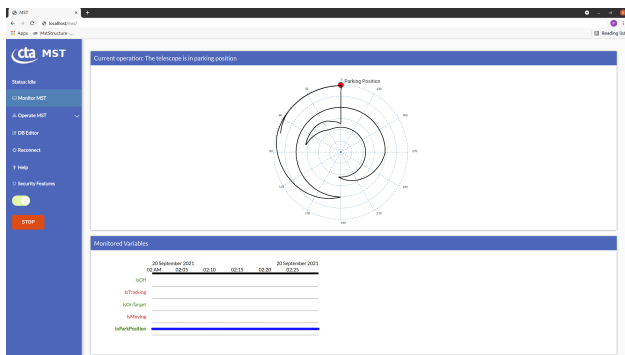 MST
localhost/mst/
Apps
MstStructure-...
Reading list
cta MST
Status: Idle
Monitor MST
Operate MST
DB Editor
Reconnect
Help
Security Features
STOP
Current operation: The telescope is in parking position
Parking Position
Monitored Variables
20 September 2021 20 September 2021
02 AM 02:05 02:10 02:15 02:20 02:25
IsOff
IsTracking
IsOnTarget
IsMoving
InParkPosition